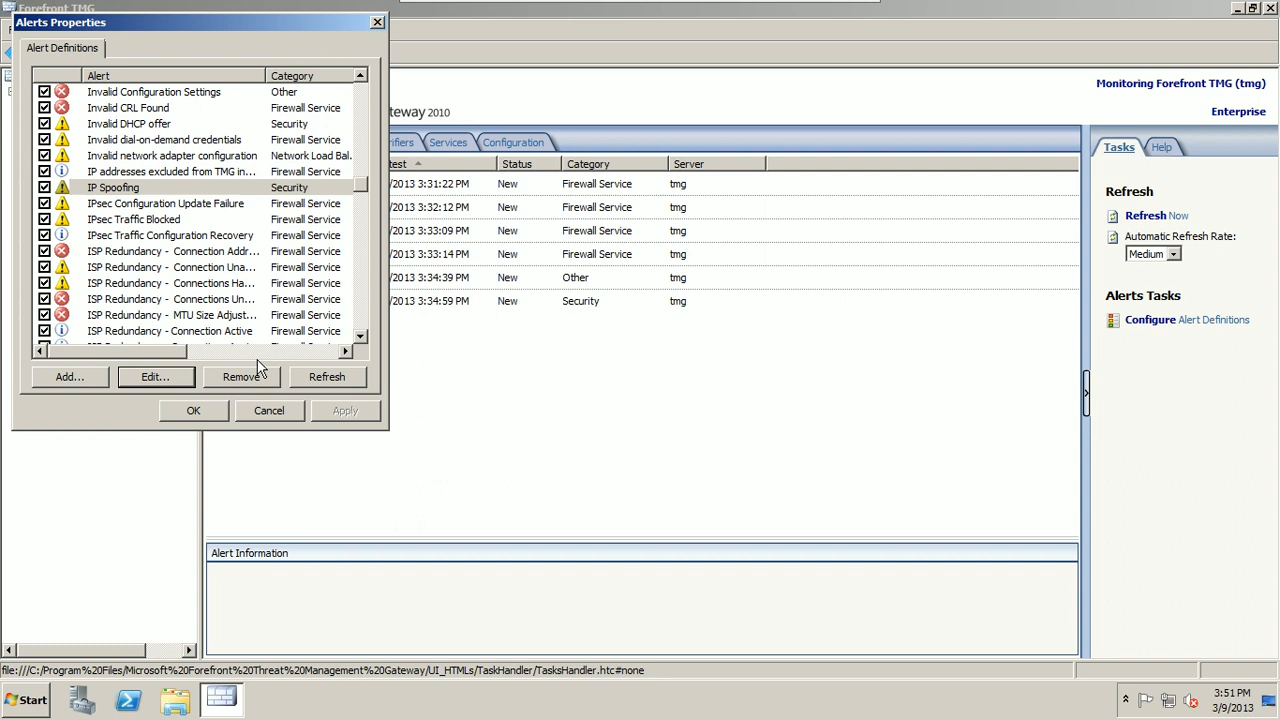 Forefront TMG
Alerts Properties
Alert Definitions
Alert Category
Invalid Configuration Settings Other
Invalid CRL Found Firewall Service
Invalid DHCP offer Security
Invalid dial-on-demand credentials Firewall Service
Invalid network adapter configuration Network Load Bal.
IP addresses excluded from TMG in... Firewall Service
IP Spoofing Security
IPsec Configuration Update Failure Firewall Service
IPsec Traffic Blocked Firewall Service
IPsec Traffic Configuration Recovery Firewall Service
ISP Redundancy - Connection Addr... Firewall Service
ISP Redundancy - Connection Una... Firewall Service
ISP Redundancy - Connections Ha... Firewall Service
ISP Redundancy - Connections Un... Firewall Service
ISP Redundancy - MTU Size Adjust... Firewall Service
ISP Redundancy - Connection Active Firewall Service
Add... Edit... Remove Refresh
OK Cancel Apply
Monitoring Forefront TMG (tmg)
eway 2010
Enterprise
ifiers Services Configuration
test Status Category Server
/2013 3:31:22 PM New Firewall Service tmg
/2013 3:32:12 PM New Firewall Service tmg
/2013 3:33:09 PM New Firewall Service tmg
/2013 3:33:14 PM New Firewall Service tmg
/2013 3:34:39 PM New Other tmg
/2013 3:34:59 PM New Security tmg
Alert Information
Tasks Help
Refresh
Refresh Now
Automatic Refresh Rate:
Medium
Alerts Tasks
Configure Alert Definitions
file:///C:/Program%20Files/Microsoft%20Forefront%20Threat%20Management%20Gateway/UI_HTMLs/TaskHandler/TasksHandler.htc#none
Start
3:51 PM
3/9/2013